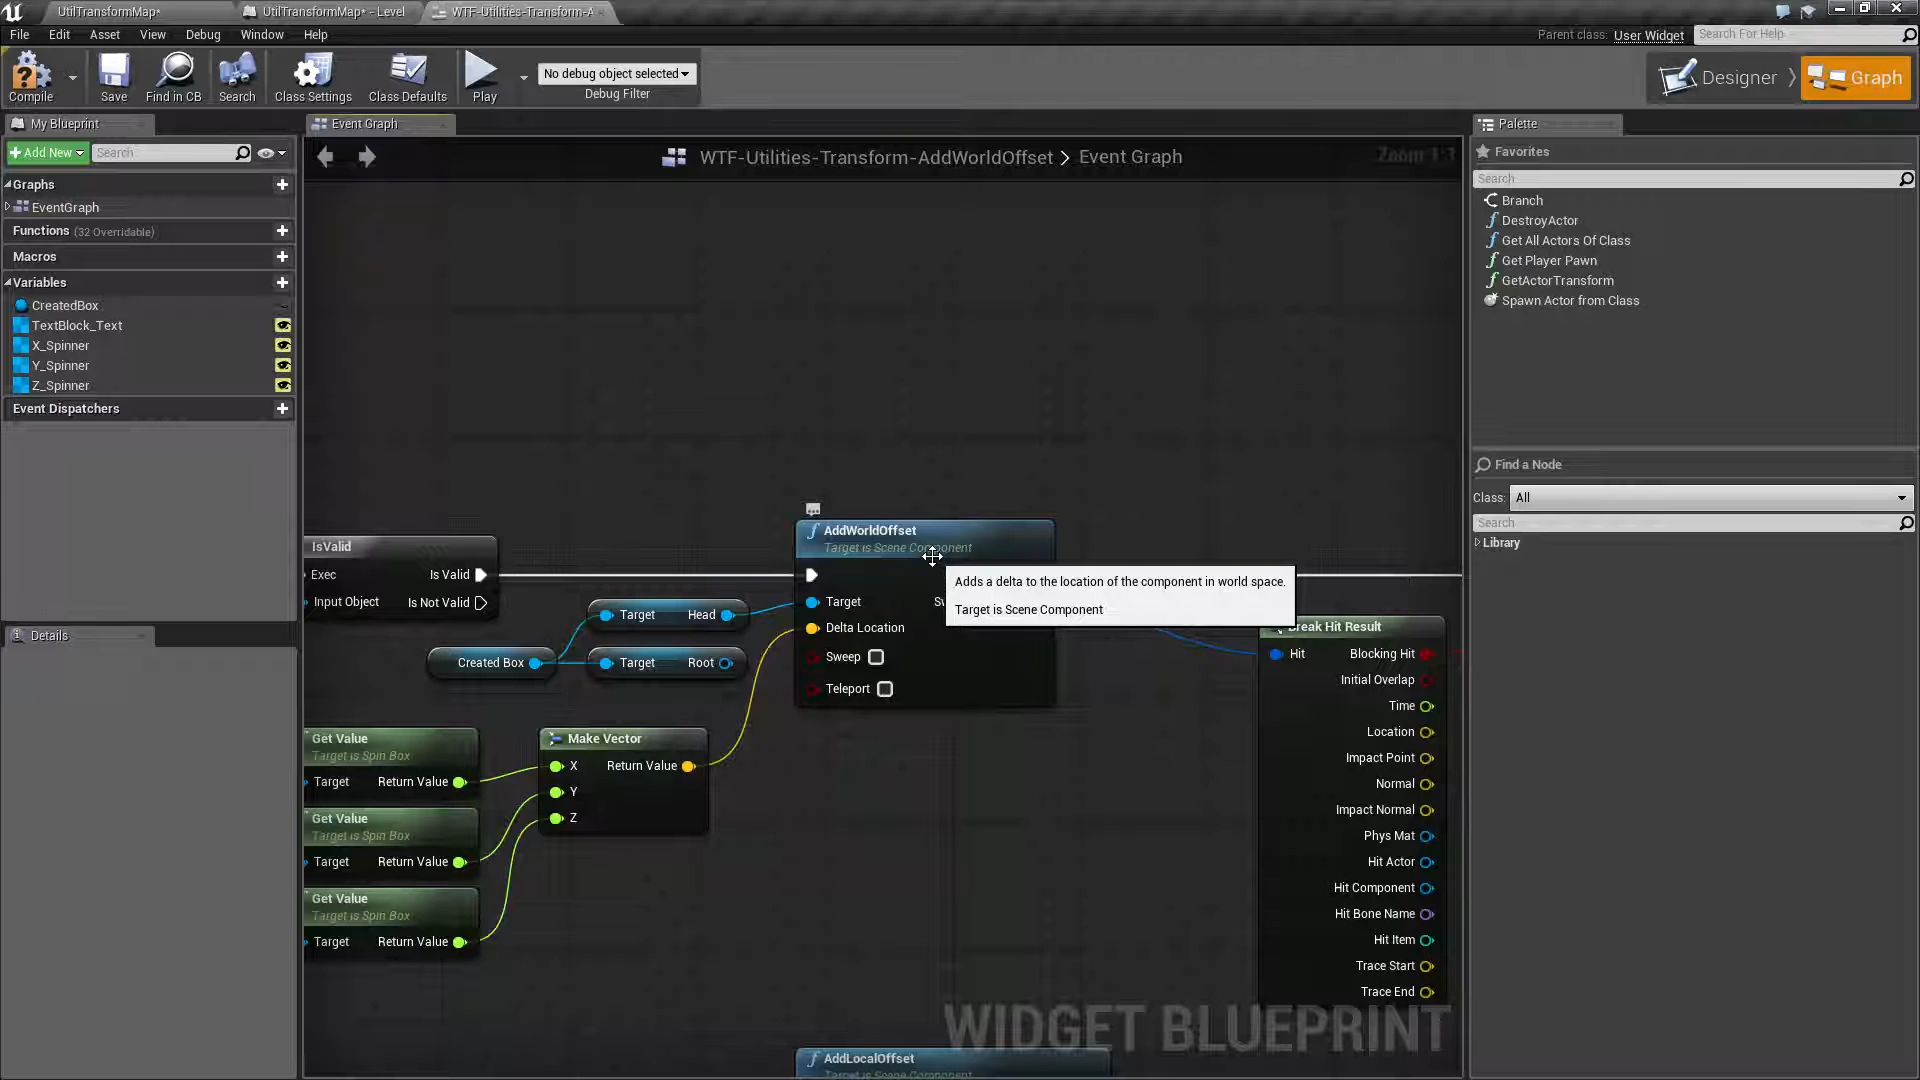 UtilTransformMap*
UtilTransformMap* - Level
WTF-Utilities-Transform-A
File Edit Asset View Debug Window Help
Parent class: User Widget
Search For Help
Compile
Save
Find in CB
Search
Class Settings
Class Defaults
Play
No debug object selected
Debug Filter
Designer
Graph
My Blueprint
Add New
Search
Graphs
EventGraph
Functions (32 Overridable)
Macros
Variables
CreatedBox
TextBlock_Text
X_Spinner
Y_Spinner
Z_Spinner
Event Dispatchers
Details
Event Graph
WTF-Utilities-Transform-AddWorldOffset > Event Graph
Zoom 1:1
IsValid
Exec Is Valid
Input Object Is Not Valid
Target Head
Created Box
Target Root
AddWorldOffset
Target is Scene Component
Target
Delta Location
Sweep
Teleport
Adds a delta to the location of the component in world space.
Target is Scene Component
Get Value
Target is Spin Box
Target Return Value
Get Value
Target is Spin Box
Target Return Value
Get Value
Target is Spin Box
Target Return Value
Make Vector
X Return Value
Y
Z
Break Hit Result
Hit Blocking Hit
Initial Overlap
Time
Location
Impact Point
Normal
Impact Normal
Phys Mat
Hit Actor
Hit Component
Hit Bone Name
Hit Item
Trace Start
Trace End
WIDGET BLUEPRINT
AddLocalOffset
Target is Scene Component
Palette
Favorites
Search
Branch
DestroyActor
Get All Actors Of Class
Get Player Pawn
GetActorTransform
Spawn Actor from Class
Find a Node
Class: All
Search
Library